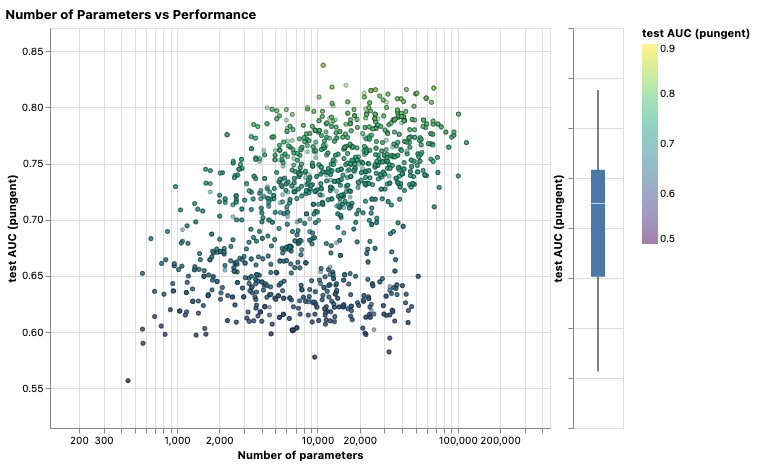 Number of Parameters vs Performance
test AUC (pungent)
0.85
0.80
0.75
0.70
0.65
0.60
0.55
200 300 1,000 2,000 10,000 20,000 100,000 200,000
Number of parameters
test AUC (pungent)
test AUC (pungent)
0.9
0.8
0.7
0.6
0.5